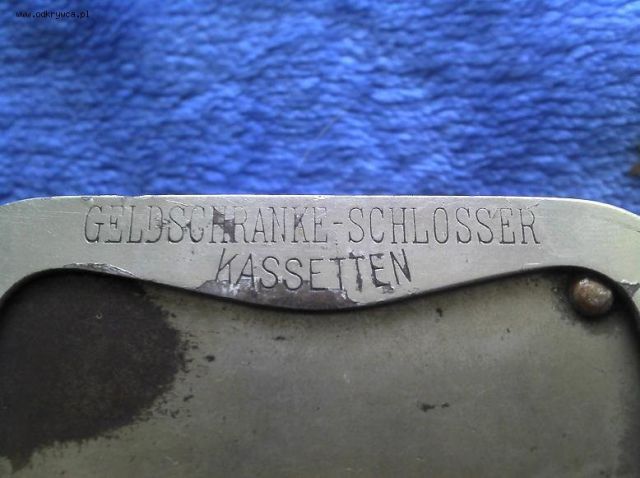 www.odkrywca.pl
GELDSCHRANKE-SCHLOSSER
KASSETTEN